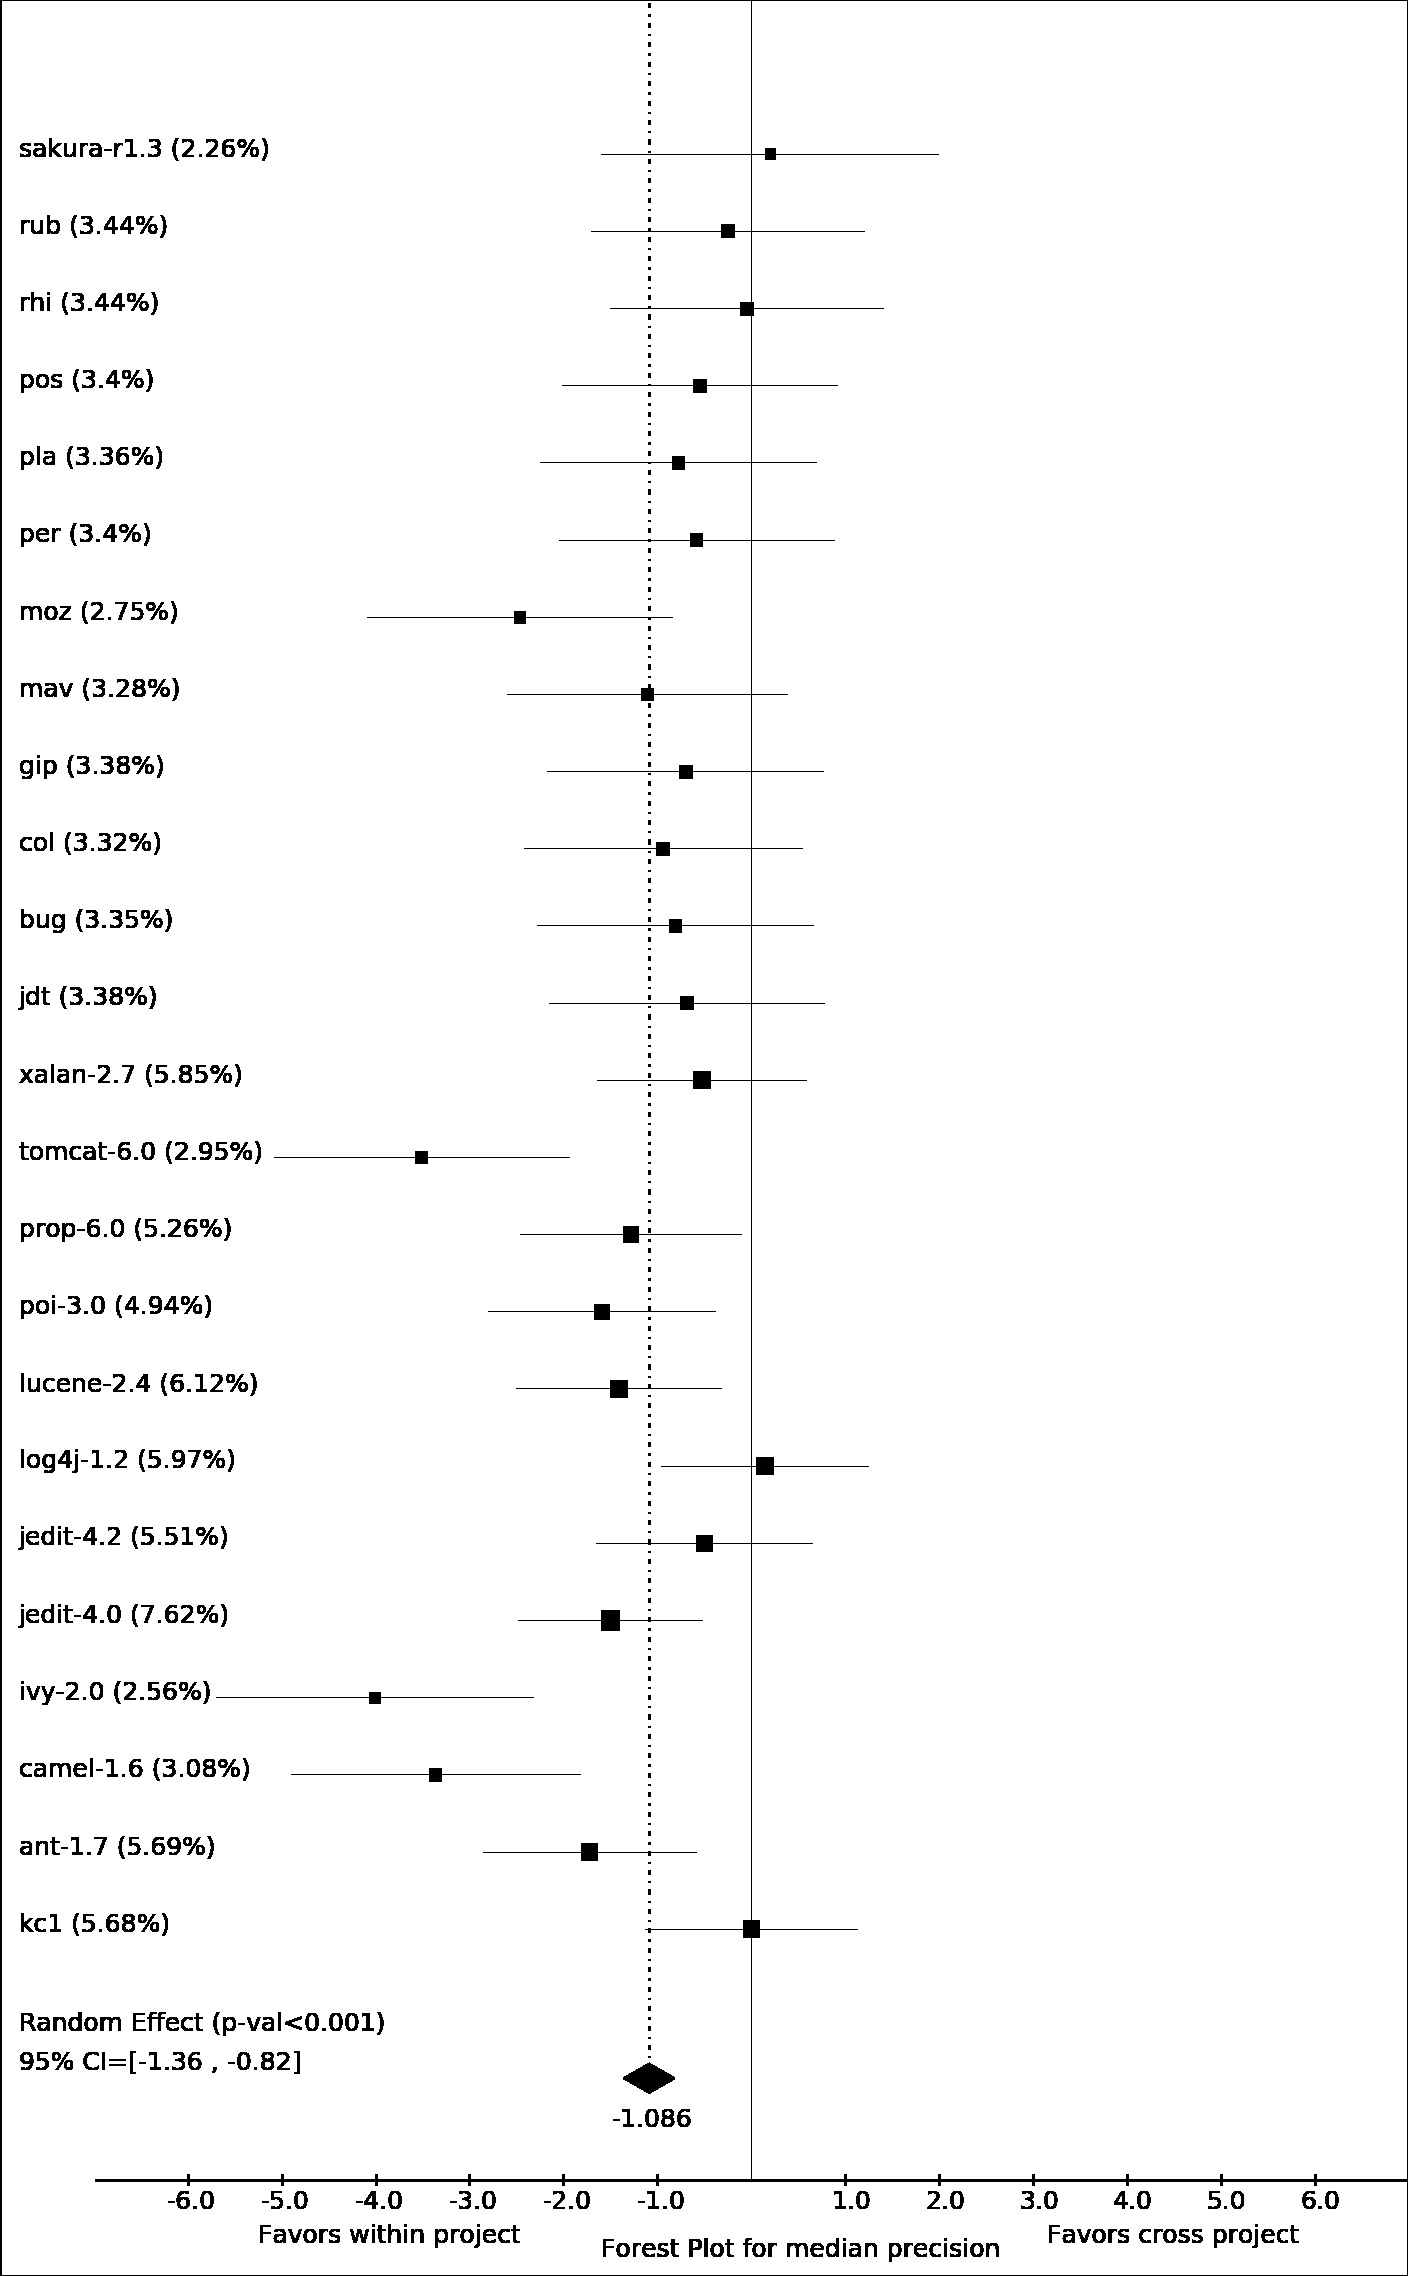 sakura-r1.3 (2.26%)
rub (3.44%)
rhi (3.44%)
pos (3.4%)
pla (3.36%)
per (3.4%)
moz (2.75%)
mav (3.28%)
gip (3.38%)
col (3.32%)
bug (3.35%)
jdt (3.38%)
xalan-2.7 (5.85%)
tomcat-6.0 (2.95%)
prop-6.0 (5.26%)
poi-3.0 (4.94%)
lucene-2.4 (6.12%)
log4j-1.2 (5.97%)
jedit-4.2 (5.51%)
jedit-4.0 (7.62%)
ivy-2.0 (2.56%)
camel-1.6 (3.08%)
ant-1.7 (5.69%)
kc1 (5.68%)
Random Effect (p-val<0.001)
95% CI=[-1.36 , -0.82]
-1.086
-6.0 -5.0 -4.0 -3.0 -2.0 -1.0 1.0 2.0 3.0 4.0 5.0 6.0
Favors within project Favors cross project
Forest Plot for median precision